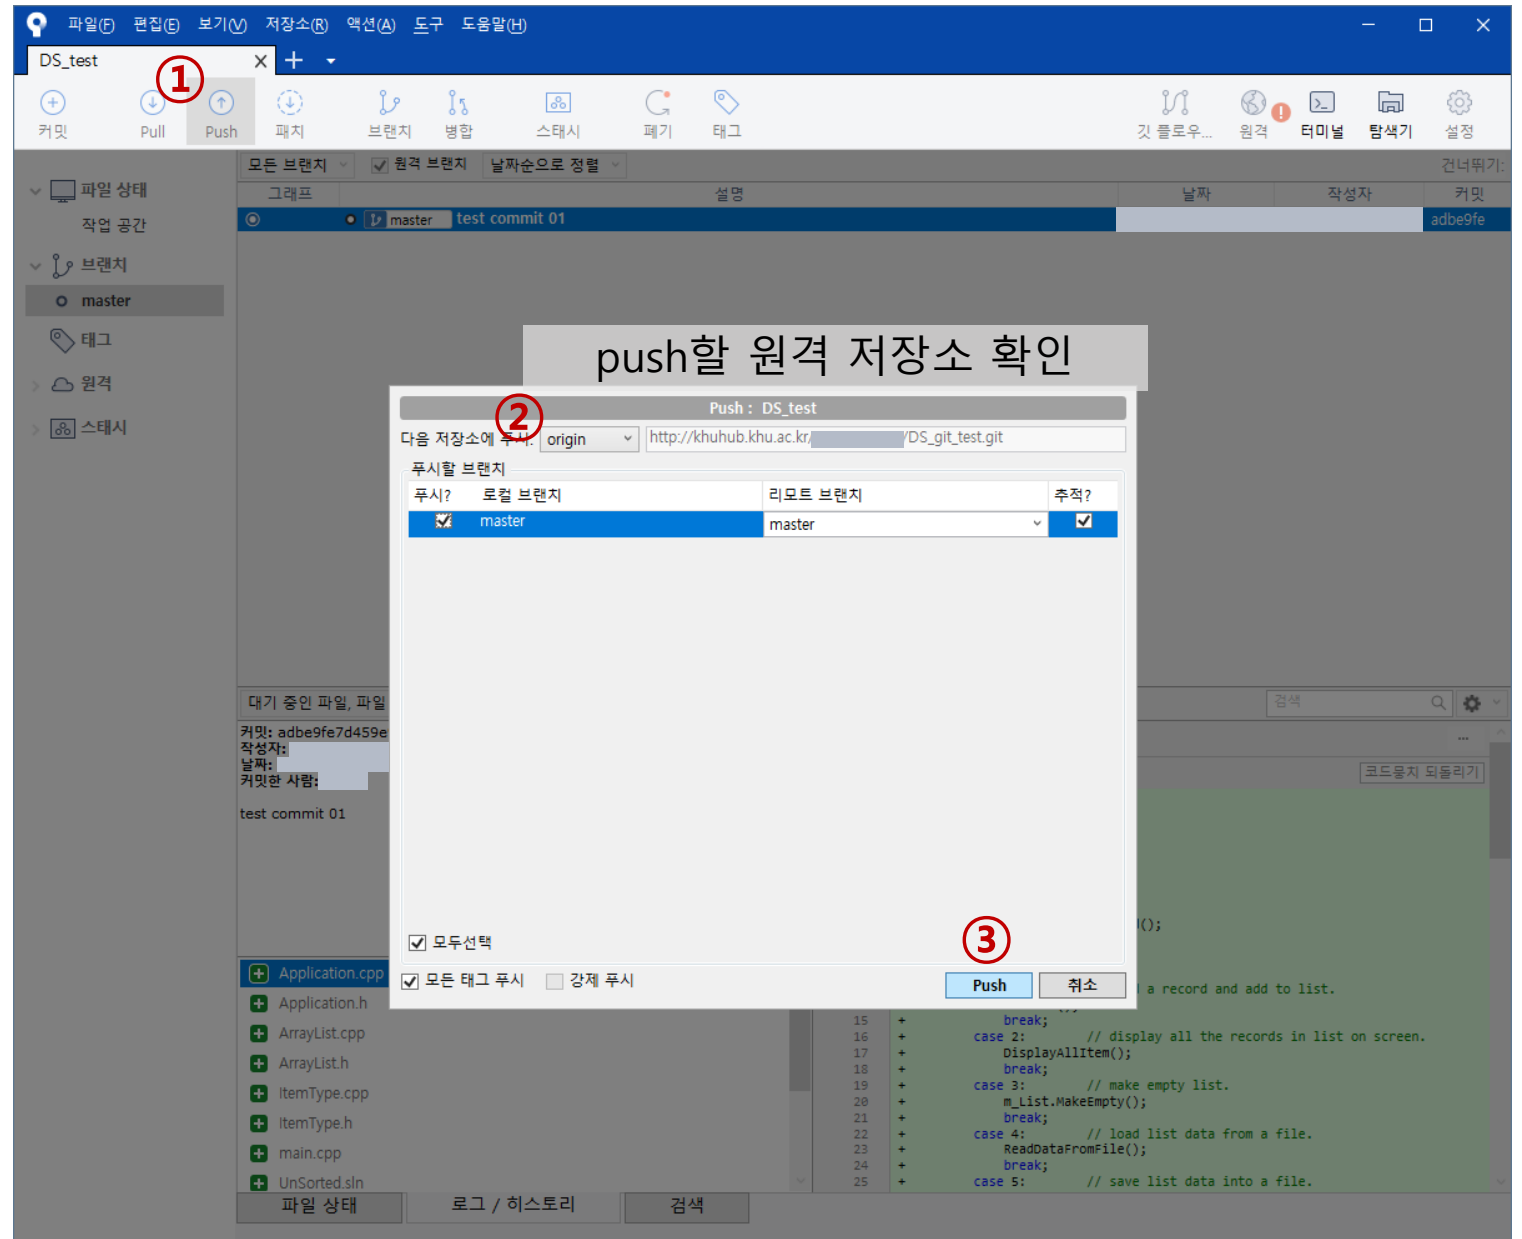 파일(F) 편집(E) 보기(V) 저장소(R) 액션(A) 도구 도움말(H)
DS_test
①
커밋 Pull Push 패치 브랜치 병합 스태시 폐기 태그 깃 플로우... 원격 터미널 탐색기 설정
모든 브랜치 원격 브랜치 날짜순으로 정렬 건너뛰기:
파일 상태
작업 공간
브랜치
master
태그
원격
스태시
그래프 설명 날짜 작성자 커밋
master test commit 01 adbe9fe
push할 원격 저장소 확인
Push : DS_test
②
다음 저장소에 푸시: origin http://khuhub.khu.ac.kr/ /DS_git_test.git
푸시할 브랜치
푸시? 로컬 브랜치 리모트 브랜치 추적?
master master
모두선택
③
모든 태그 푸시 강제 푸시 Push 취소
대기 중인 파일, 파일 검색
커밋: adbe9fe7d459e
작성자:
날짜:
커밋한 사람:
test commit 01
...
코드뭉치 되돌리기
Application.cpp
Application.h
ArrayList.cpp
ArrayList.h
ItemType.cpp
ItemType.h
main.cpp
UnSorted.sln
();
a record and add to list.
15 + break;
16 + case 2: // display all the records in list on screen.
17 + DisplayAllItem();
18 + break;
19 + case 3: // make empty list.
20 + m_List.MakeEmpty();
21 + break;
22 + case 4: // load list data from a file.
23 + ReadDataFromFile();
24 + break;
25 + case 5: // save list data into a file.
파일 상태 로그 / 히스토리 검색